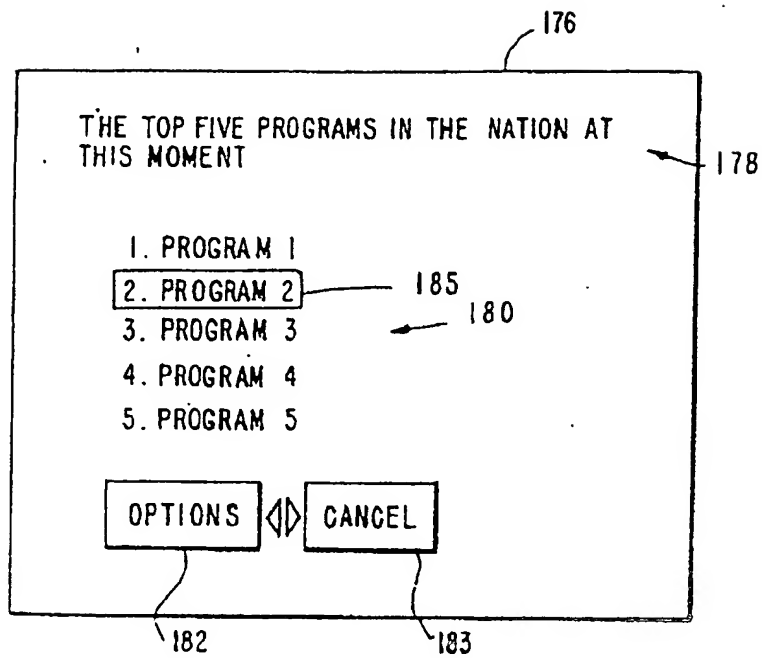 176
THE TOP FIVE PROGRAMS IN THE NATION AT
THIS MOMENT
178
1. PROGRAM 1
2. PROGRAM 2
185
3. PROGRAM 3
180
4. PROGRAM 4
5. PROGRAM 5
OPTIONS
CANCEL
182
183